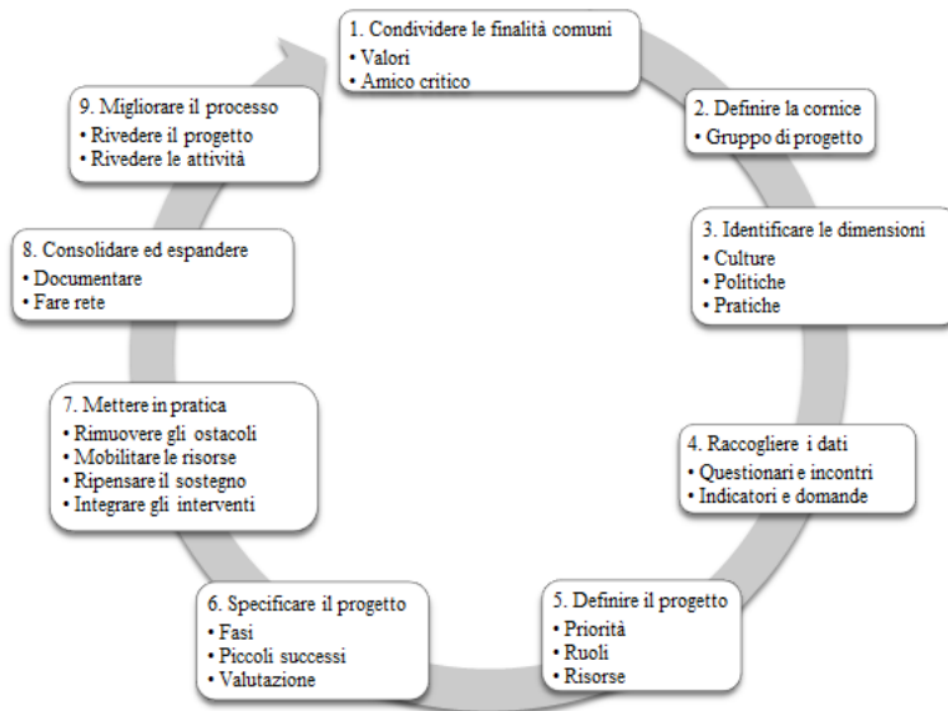 1. Condividere le finalità comuni
• Valori
• Amico critico
2. Definire la cornice
• Gruppo di progetto
3. Identificare le dimensioni
• Culture
• Politiche
• Pratiche
4. Raccogliere i dati
• Questionari e incontri
• Indicatori e domande
5. Definire il progetto
• Priorità
• Ruoli
• Risorse
6. Specificare il progetto
• Fasi
• Piccoli successi
• Valutazione
7. Mettere in pratica
• Rimuovere gli ostacoli
• Mobilitare le risorse
• Ripensare il sostegno
• Integrare gli interventi
8. Consolidare ed espandere
• Documentare
• Fare rete
9. Migliorare il processo
• Rivedere il progetto
• Rivedere le attività